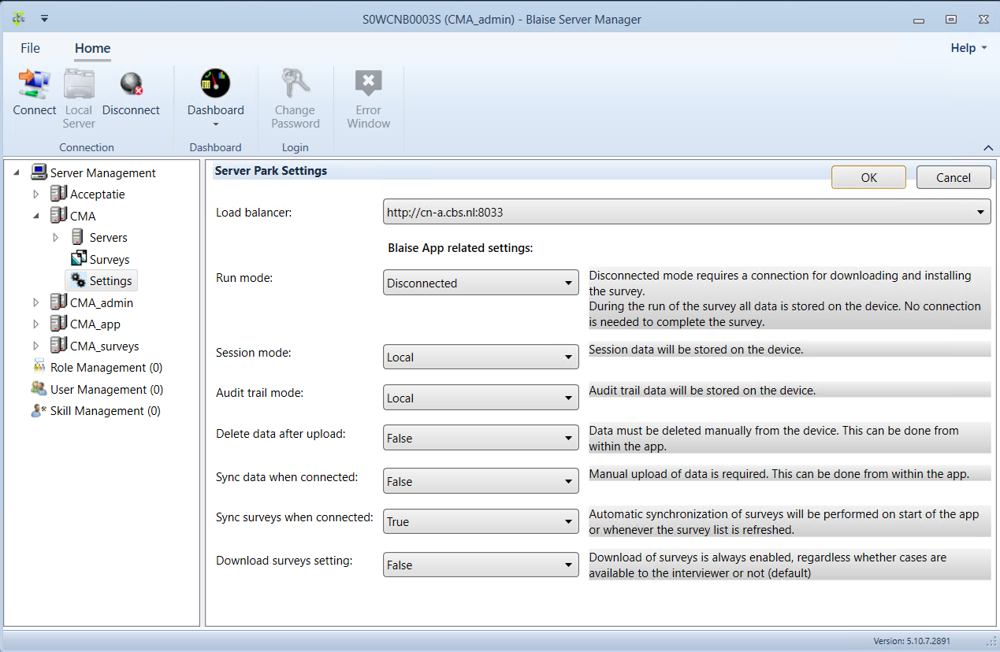 S0WCNB0003S (CMA_admin) - Blaise Server Manager
File
Home
Help
Connect
Local
Server
Disconnect
Dashboard
Change
Password
Error
Window
Connection
Dashboard
Login
Server Management
Acceptatie
CMA
Servers
Surveys
Settings
CMA_admin
CMA_app
CMA_surveys
Role Management (0)
User Management (0)
Skill Management (0)
Server Park Settings
OK
Cancel
Load balancer:
http://cn-a.cbs.nl:8033
Blaise App related settings:
Run mode:
Disconnected
Disconnected mode requires a connection for downloading and installing
the survey.
During the run of the survey all data is stored on the device. No connection
is needed to complete the survey.
Session mode:
Local
Session data will be stored on the device.
Audit trail mode:
Local
Audit trail data will be stored on the device.
Delete data after upload:
False
Data must be deleted manually from the device. This can be done from
within the app.
Sync data when connected:
False
Manual upload of data is required. This can be done from within the app.
Sync surveys when connected:
True
Automatic synchronization of surveys will be performed on start of the app
or whenever the survey list is refreshed.
Download surveys setting:
False
Download of surveys is always enabled, regardless whether cases are
available to the interviewer or not (default)
Version: 5.10.7.2891